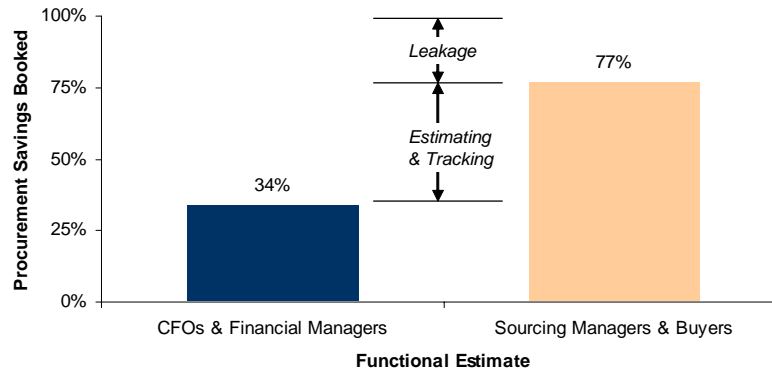 Procurement Savings Booked
100%
75%
50%
25%
0%
Leakage
77%
Estimating
& Tracking
34%
CFOs & Financial Managers
Sourcing Managers & Buyers
Functional Estimate